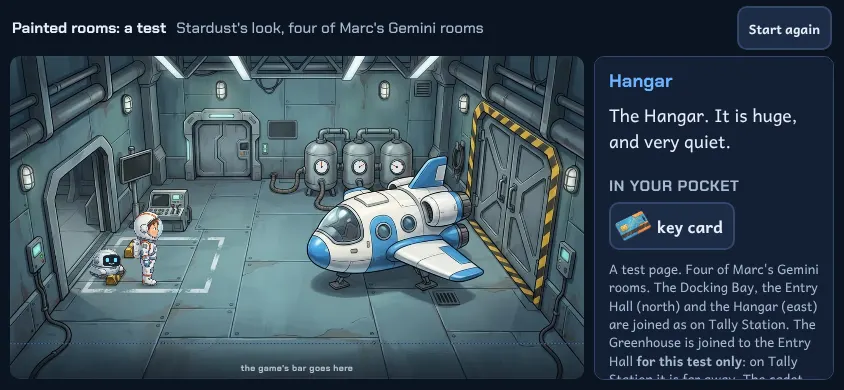 Painted rooms: a test Stardust's look, four of Marc's Gemini rooms
Start again
the game's bar goes here
Hangar
The Hangar. It is huge,
and very quiet.
IN YOUR POCKET
key card
A test page. Four of Marc's Gemini
rooms. The Docking Bay, the Entry
Hall (north) and the Hangar (east)
are joined as on Tally Station. The
Greenhouse is joined to the Entry
Hall for this test only: on Tally
Station it is far away. The cadet